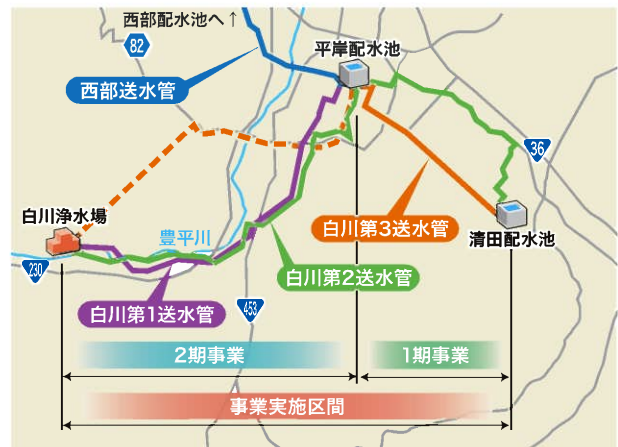 西部配水池へ↑
82
平岸配水池
西部送水管
36
白川浄水場
豊平川
白川第3送水管
清田配水池
230
白川第2送水管
白川第1送水管
453
2期事業
1期事業
事業実施区間